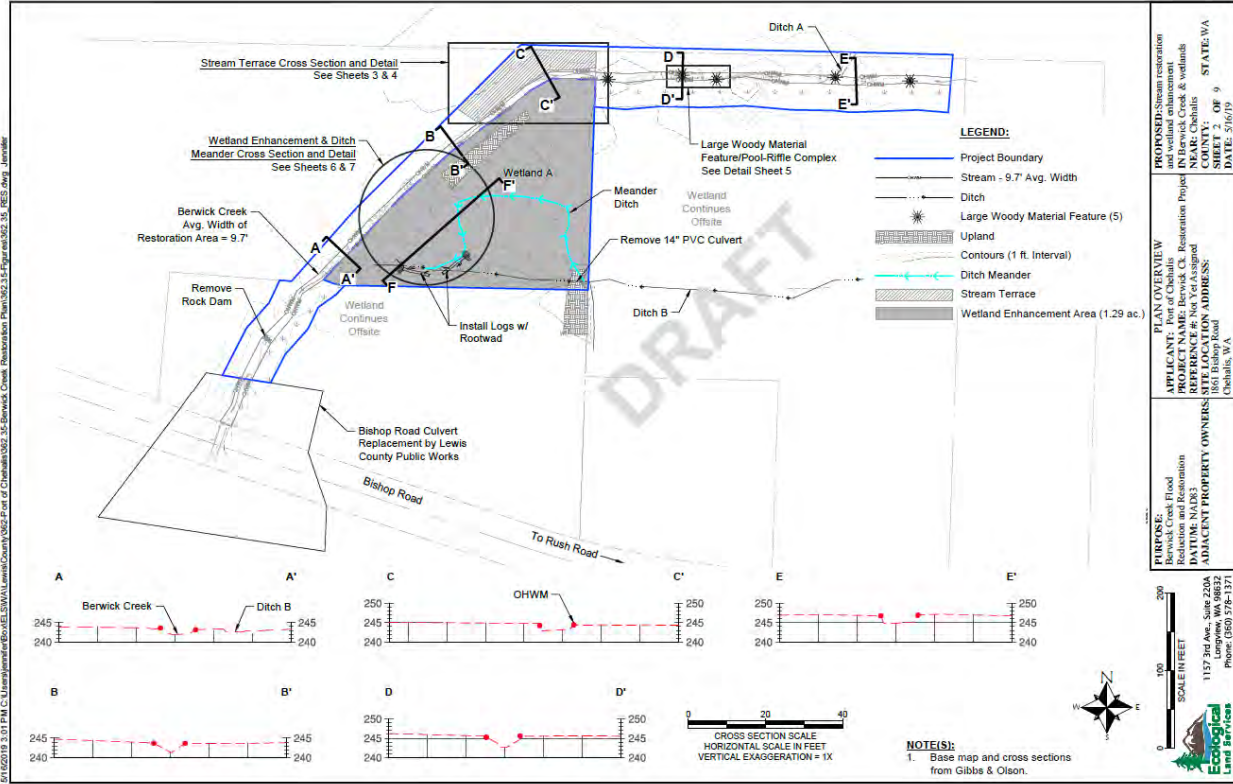 Stream Terrace Cross Section and Detail
See Sheets 3 & 4
Wetland Enhancement & Ditch
Meander Cross Section and Detail
See Sheets 6 & 7
Berwick Creek
Avg. Width of
Restoration Area = 9.7'
Remove
Rock Dam
A
A'
B
B'
C
C'
D
D'
E
E'
F
F'
Ditch A
Large Woody Material
Feature/Pool-Riffle Complex
See Detail Sheet 5
Wetland A
Meander
Ditch
Wetland
Continues
Offsite
Remove 14" PVC Culvert
Wetland
Continues
Offsite
Install Logs w/
Rootwad
Ditch B
Bishop Road Culvert
Replacement by Lewis
County Public Works
Bishop Road
To Rush Road
DRAFT
LEGEND:
Project Boundary
Stream - 9.7' Avg. Width
Ditch
Large Woody Material Feature (5)
Upland
Contours (1 ft. Interval)
Ditch Meander
Stream Terrace
Wetland Enhancement Area (1.29 ac.)
A
A'
Berwick Creek
Ditch B
245
240
245
240
C
C'
OHWM
250
245
240
250
245
240
E
E'
250
245
240
250
245
240
B
B'
245
240
245
240
D
D'
250
245
240
250
245
240
0 20 40
CROSS SECTION SCALE
HORIZONTAL SCALE IN FEET
VERTICAL EXAGGERATION = 1X
N
W
E
S
NOTE(S):
1. Base map and cross sections
from Gibbs & Olson.
PROPOSED: Stream restoration
and wetland enhancement
IN Berwick Creek & wetlands
NEAR: Chehalis
COUNTY: STATE: WA
SHEET 2 OF 9
DATE: 5/16/19
PLAN OVERVIEW
APPLICANT: Port of Chehalis
PROJECT NAME: Berwick Ck. Restoration Project
REFERENCE #: Not Yet Assigned
SITE LOCATION ADDRESS:
1861 Bishop Road
Chehalis, WA
PURPOSE:
Berwick Creek Flood
Reduction and Restoration
DATUM: NAD83
ADJACENT PROPERTY OWNERS:
0 100 200
SCALE IN FEET
1157 3rd Ave., Suite 220A
Longview, WA 98632
Phone: (360) 578-1371
Ecological
Land Services